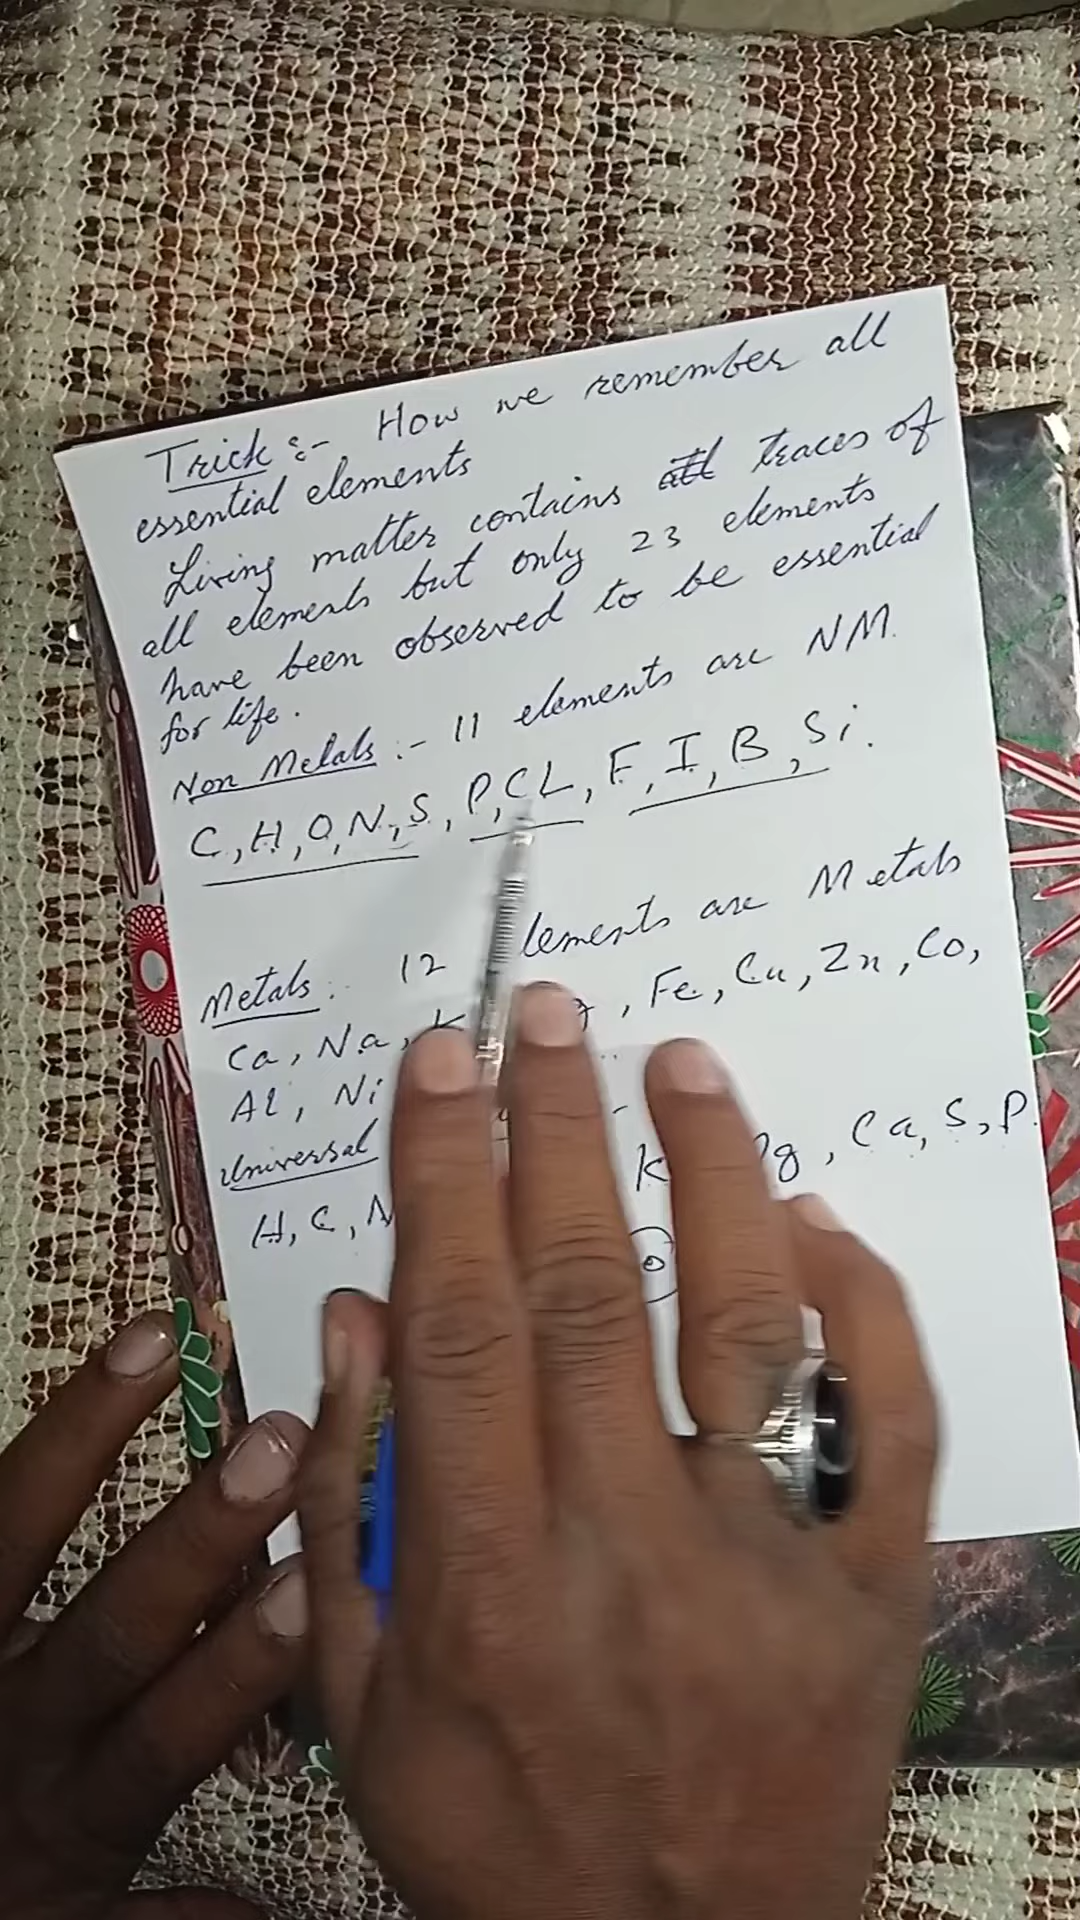 Trick :- How we remember all
essential elements
Living matter contains all traces of
all elements but only 23 elements
have been observed to be essential
for life.
Non Metals :- 11 elements are NM.
C, H, O, N, S, P, CL, F, I, B, Si.
Metals :- 12 lements are Metals
Ca, Na, Fe, Cu, Zn, Co,
Al, Ni
Universal
H, C, N K Ca, S, P.